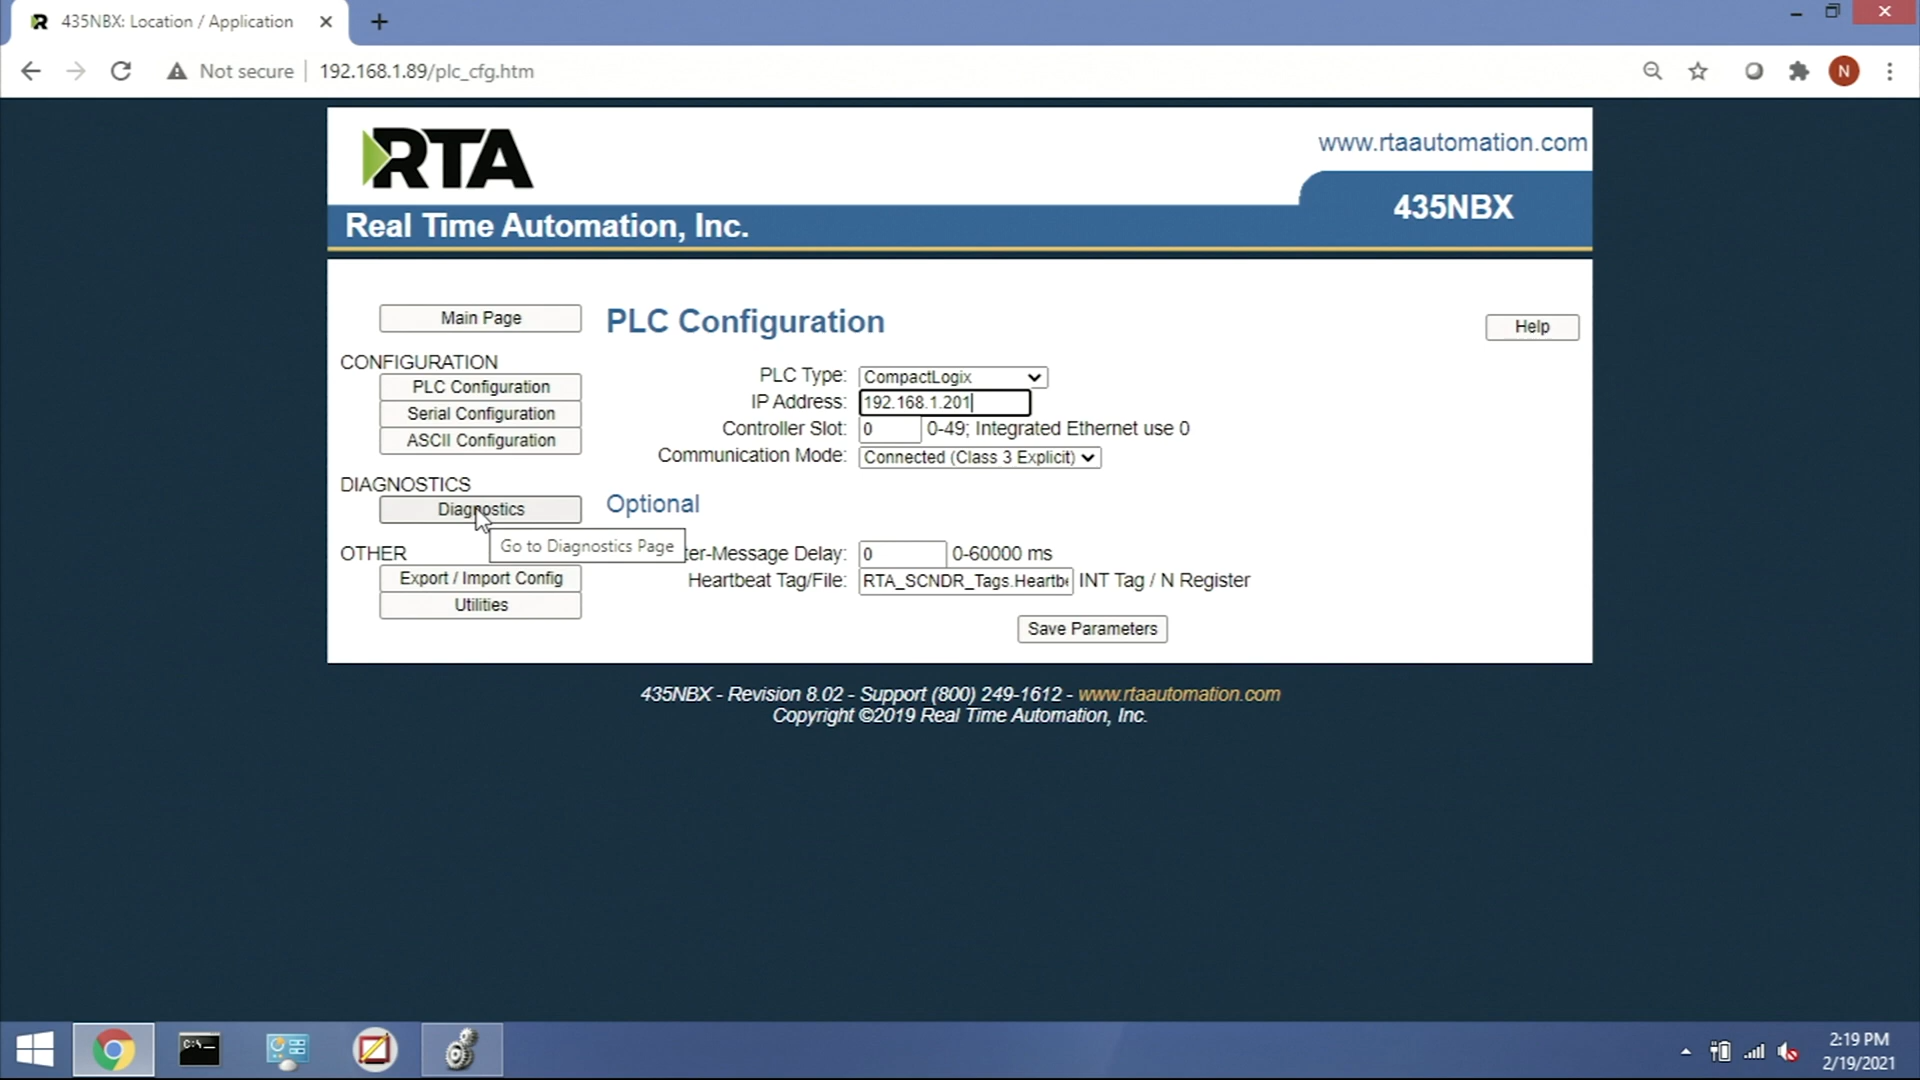 435NBX: Location / Application
Not secure
192.168.1.89/plc_cfg.htm
N
RTA
www.rtaautomation.com
435NBX
Real Time Automation, Inc.
Main Page
PLC Configuration
Help
CONFIGURATION
PLC Configuration
Serial Configuration
ASCII Configuration
PLC Type: CompactLogix
IP Address: 192.168.1.201
Controller Slot: 0 0-49; Integrated Ethernet use 0
Communication Mode: Connected (Class 3 Explicit)
DIAGNOSTICS
Diagnostics
Optional
Go to Diagnostics Page
OTHER
ter-Message Delay: 0 0-60000 ms
Export / Import Config
Heartbeat Tag/File: RTA_SCNDR_Tags.Heartb INT Tag / N Register
Utilities
Save Parameters
435NBX - Revision 8.02 - Support (800) 249-1612 - www.rtaautomation.com
Copyright ©2019 Real Time Automation, Inc.
C:\_
2:19 PM
2/19/2021